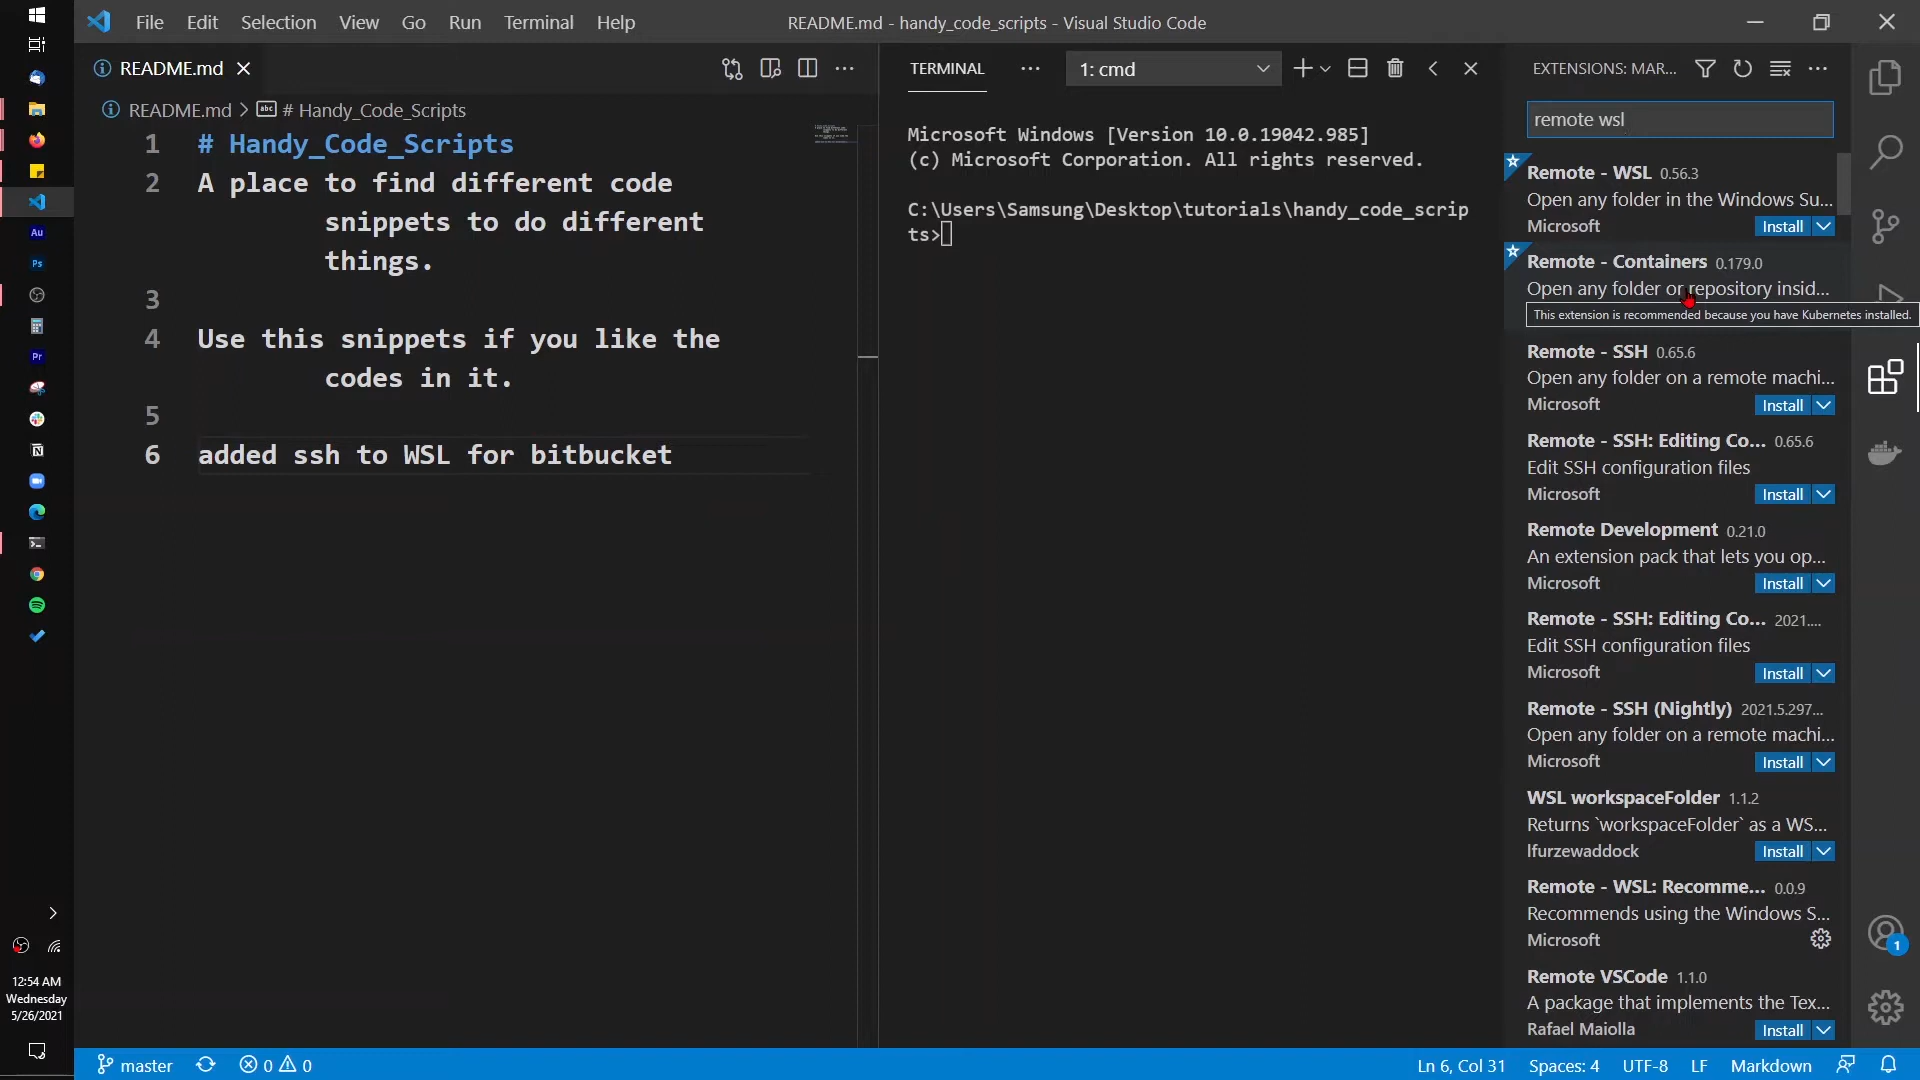 File Edit Selection View Go Run Terminal Help
README.md - handy_code_scripts - Visual Studio Code
README.md
README.md > # Handy_Code_Scripts
1 # Handy_Code_Scripts
2 A place to find different code
snippets to do different
things.
3
4 Use this snippets if you like the
codes in it.
5
6 added ssh to WSL for bitbucket
TERMINAL
1: cmd
Microsoft Windows [Version 10.0.19042.985]
(c) Microsoft Corporation. All rights reserved.
C:\Users\Samsung\Desktop\tutorials\handy_code_scrip
ts>
EXTENSIONS: MAR...
remote wsl
Remote - WSL 0.56.3
Open any folder in the Windows Su...
Microsoft Install
Remote - Containers 0.179.0
Open any folder or repository insid...
This extension is recommended because you have Kubernetes installed.
Remote - SSH 0.65.6
Open any folder on a remote machi...
Microsoft Install
Remote - SSH: Editing Co... 0.65.6
Edit SSH configuration files
Microsoft Install
Remote Development 0.21.0
An extension pack that lets you op...
Microsoft Install
Remote - SSH: Editing Co... 2021....
Edit SSH configuration files
Microsoft Install
Remote - SSH (Nightly) 2021.5.297...
Open any folder on a remote machi...
Microsoft Install
WSL workspaceFolder 1.1.2
Returns `workspaceFolder` as a WS...
lfurzewaddock Install
Remote - WSL: Recomme... 0.0.9
Recommends using the Windows S...
Microsoft
Remote VSCode 1.1.0
A package that implements the Tex...
Rafael Maiolla Install
1
Au
Ps
Pr
12:54 AM
Wednesday
5/26/2021
master 0 0
Ln 6, Col 31 Spaces: 4 UTF-8 LF Markdown